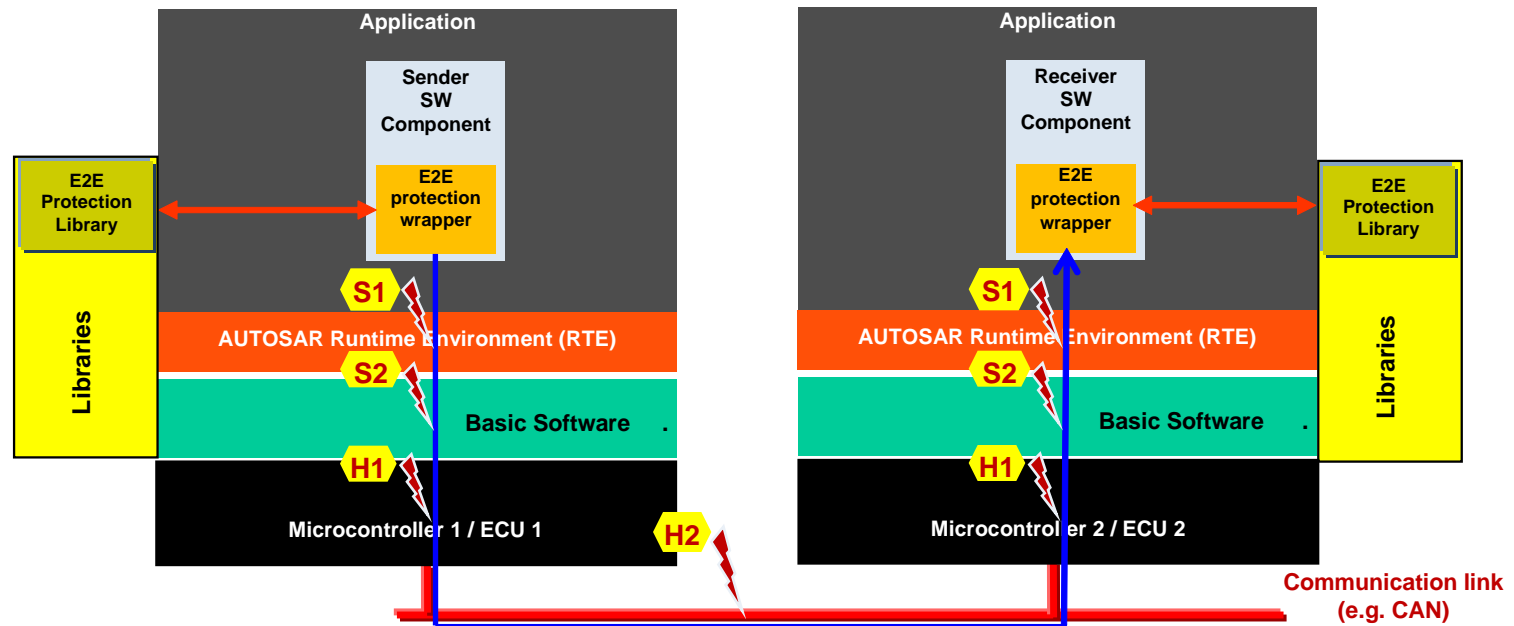 Application
Sender
SW
Component
E2E
protection
wrapper
E2E
Protection
Library
Libraries
S1
AUTOSAR Runtime Environment (RTE)
S2
Basic Software .
H1
Microcontroller 1 / ECU 1
H2
Application
Receiver
SW
Component
E2E
protection
wrapper
E2E
Protection
Library
Libraries
S1
AUTOSAR Runtime Environment (RTE)
S2
Basic Software .
H1
Microcontroller 2 / ECU 2
Communication link
(e.g. CAN)